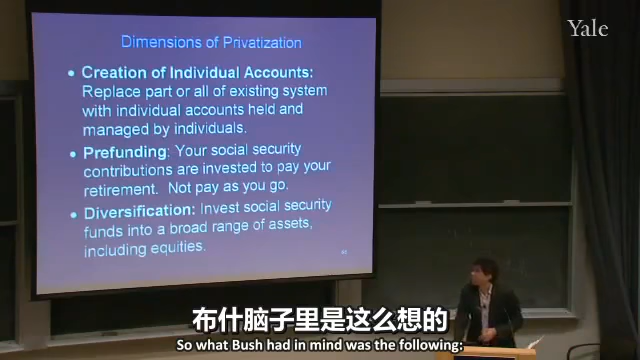 Yale
Dimensions of Privatization
• Creation of Individual Accounts:
Replace part or all of existing system
with individual accounts held and
managed by individuals.
• Prefunding: Your social security
contributions are invested to pay your
retirement. Not pay as you go.
• Diversification: Invest social security
funds into a broad range of assets,
including equities.
布什脑子里是这么想的
So what Bush had in mind was the following: